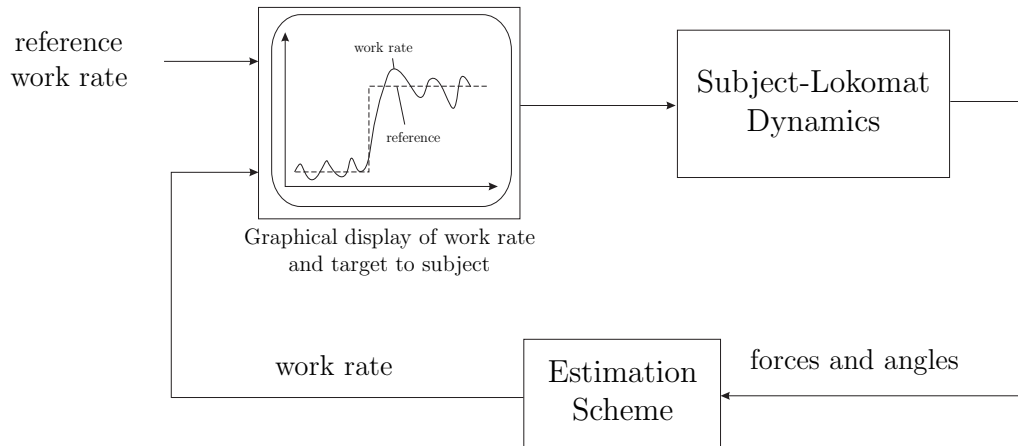 reference
work rate
work rate
reference
Graphical display of work rate
and target to subject
Subject-Lokomat
Dynamics
work rate
Estimation
Scheme
forces and angles